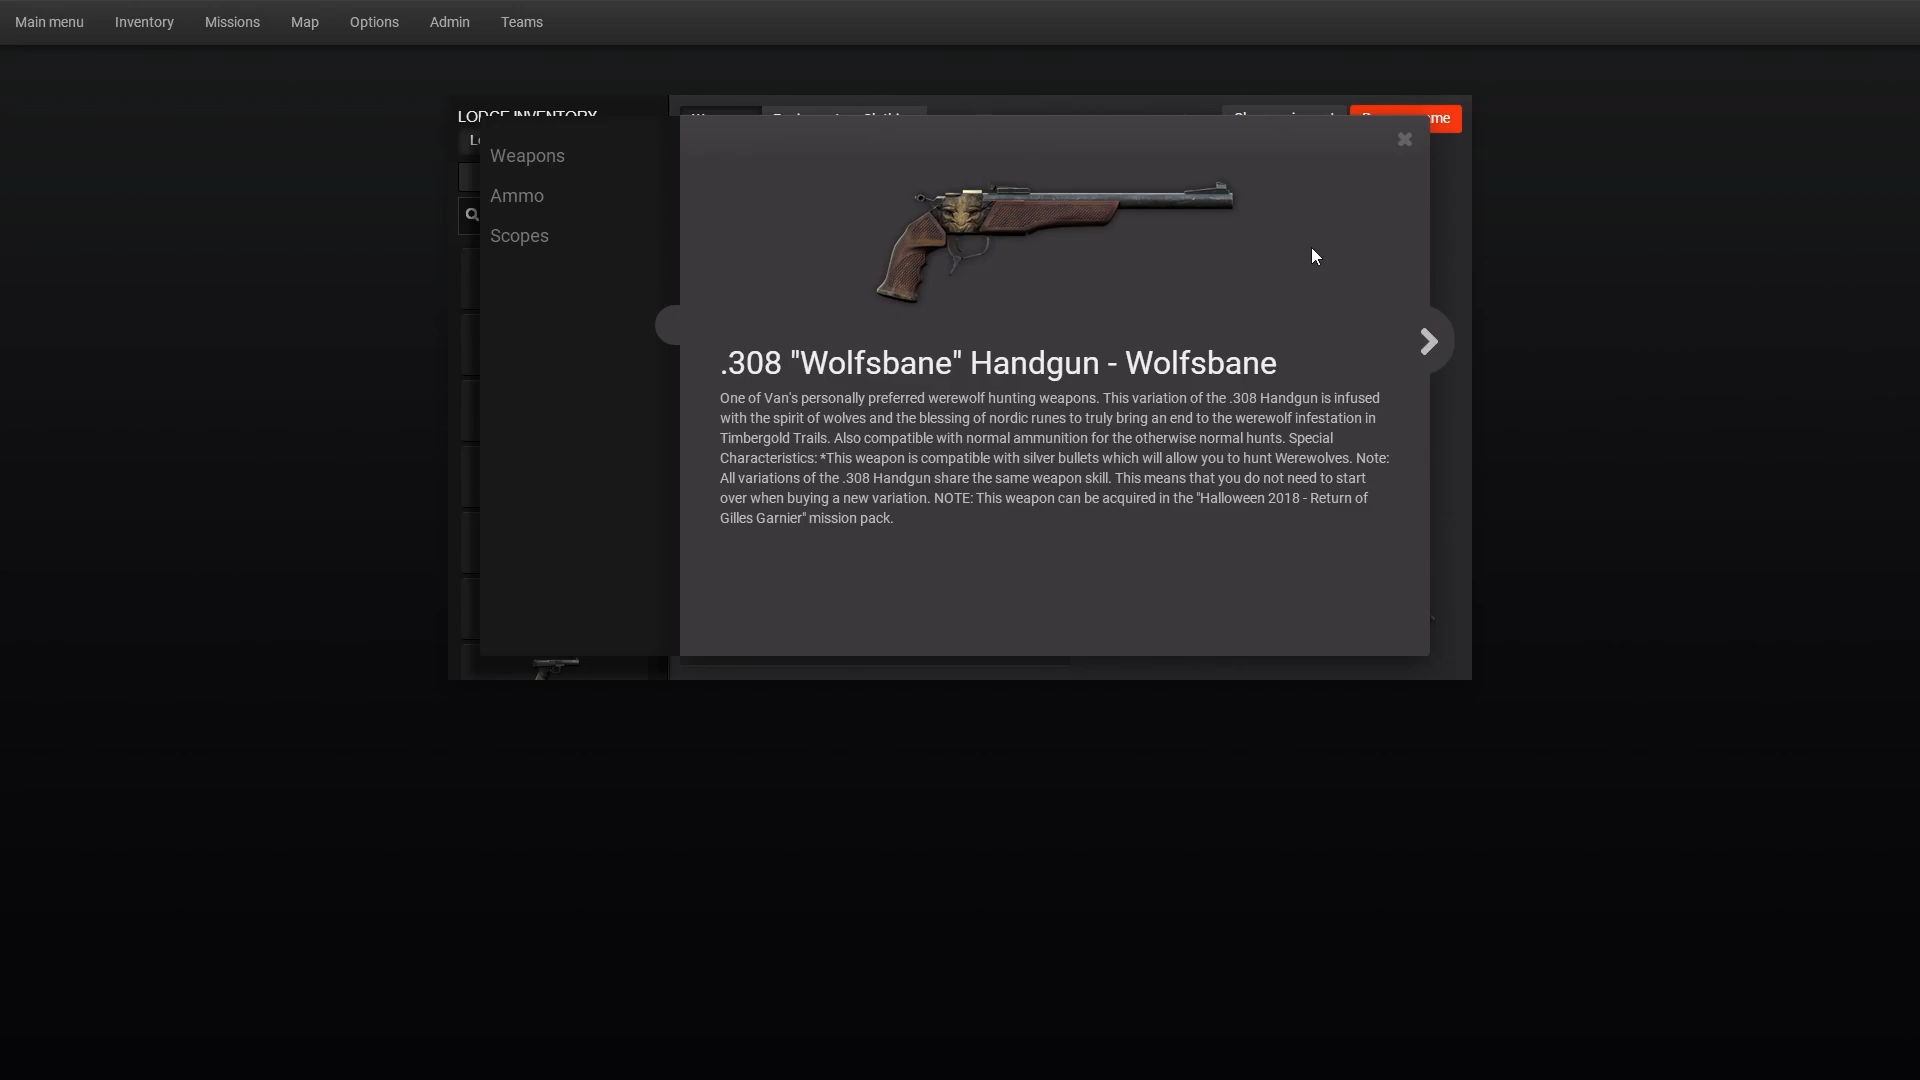 Main menu Inventory Missions Map Options Admin Teams
LODGE INVENTORY
Weapons
Ammo
Scopes
.308 "Wolfsbane" Handgun - Wolfsbane
One of Van's personally preferred werewolf hunting weapons. This variation of the .308 Handgun is infused
with the spirit of wolves and the blessing of nordic runes to truly bring an end to the werewolf infestation in
Timbergold Trails. Also compatible with normal ammunition for the otherwise normal hunts. Special
Characteristics: *This weapon is compatible with silver bullets which will allow you to hunt Werewolves. Note:
All variations of the .308 Handgun share the same weapon skill. This means that you do not need to start
over when buying a new variation. NOTE: This weapon can be acquired in the "Halloween 2018 - Return of
Gilles Garnier" mission pack.